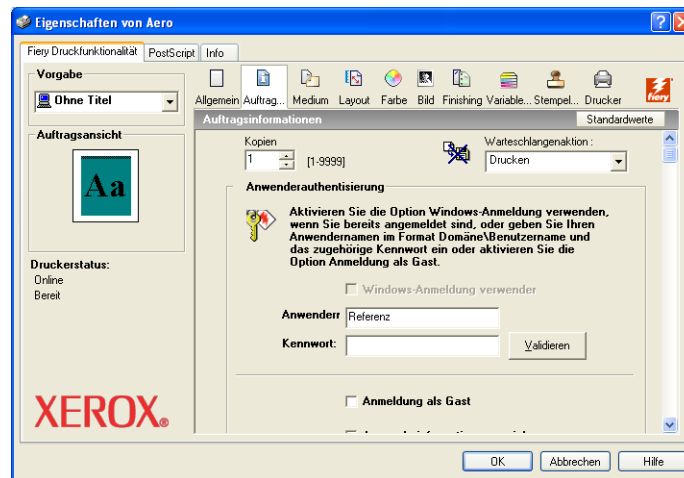 Eigenschaften von Aero
Fiery Druckfunktionalität PostScript Info
Vorgabe
Ohne Titel
Auftragsansicht
Aa
Druckerstatus:
Online
Bereit
XEROX®
Allgemein Auftrag... Medium Layout Farbe Bild Finishing Variable... Stempel... Drucker
fiery
Auftragsinformationen Standardwerte
Kopien
1 [1-9999]
Warteschlangenaktion :
Drucken
Anwenderauthentisierung
Aktivieren Sie die Option Windows-Anmeldung verwenden,
wenn Sie bereits angemeldet sind, oder geben Sie Ihren
Anwendernamen im Format Domäne\Benutzername und
das zugehörige Kennwort ein oder aktivieren Sie die
Option Anmeldung als Gast.
Windows-Anmeldung verwender
Anwenderr Referenz
Kennwort: Validieren
Anmeldung als Gast
OK Abbrechen Hilfe